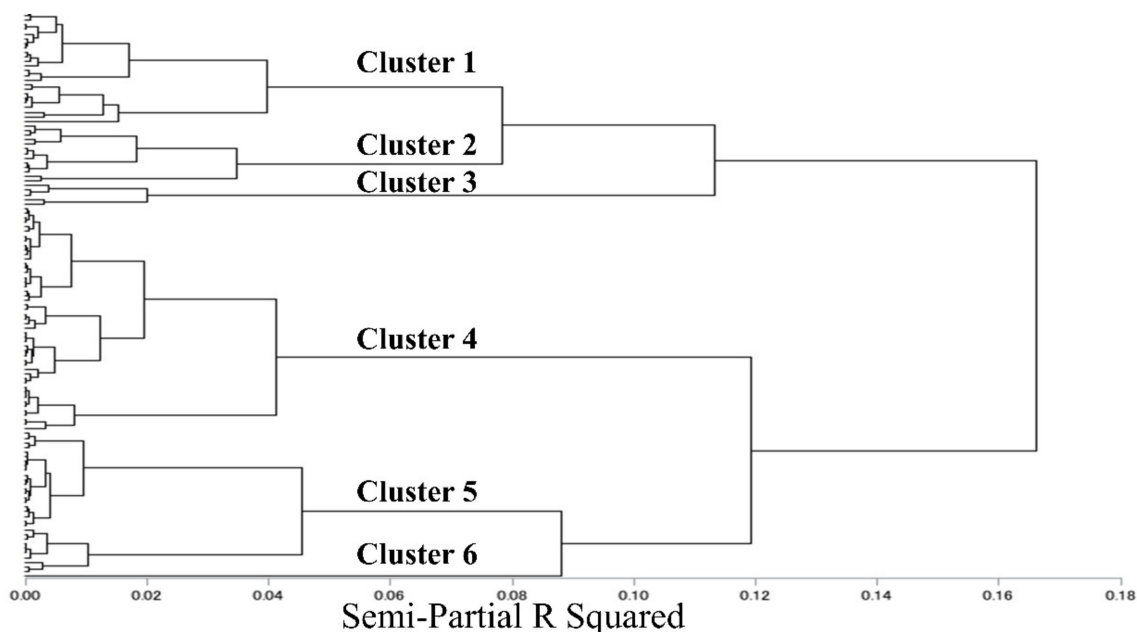 Cluster 1
Cluster 2
Cluster 3
Cluster 4
Cluster 5
Cluster 6
0.00 0.02 0.04 0.06 0.08 0.10 0.12 0.14 0.16 0.18
Semi-Partial R Squared